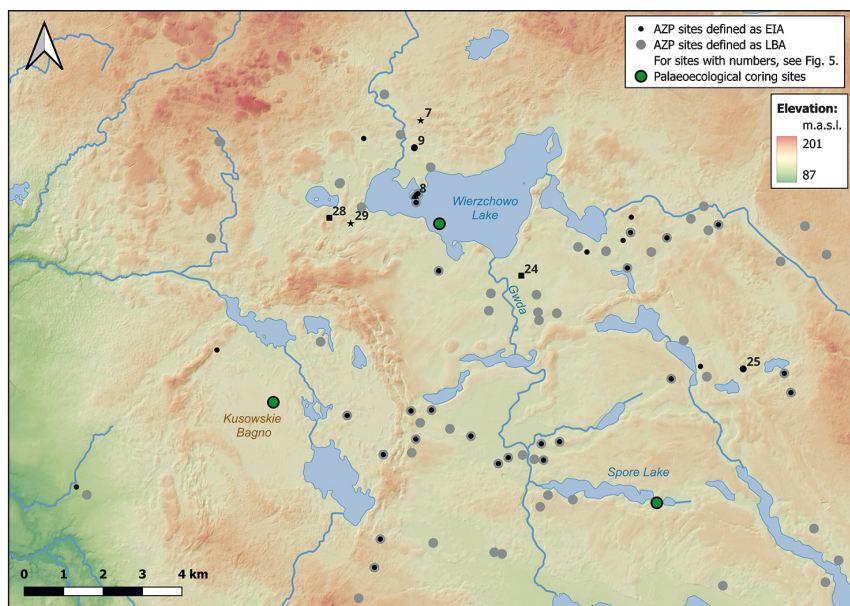 AZP sites defined as EIA
AZP sites defined as LBA
For sites with numbers, see Fig. 5.
Palaeoecological coring sites
Elevation:
m.a.s.l.
201
87
7
9
8
Wierzchowo
Lake
28
29
24
Gwda
25
Kusowskie
Bagno
Spore Lake
0 1 2 3 4 km